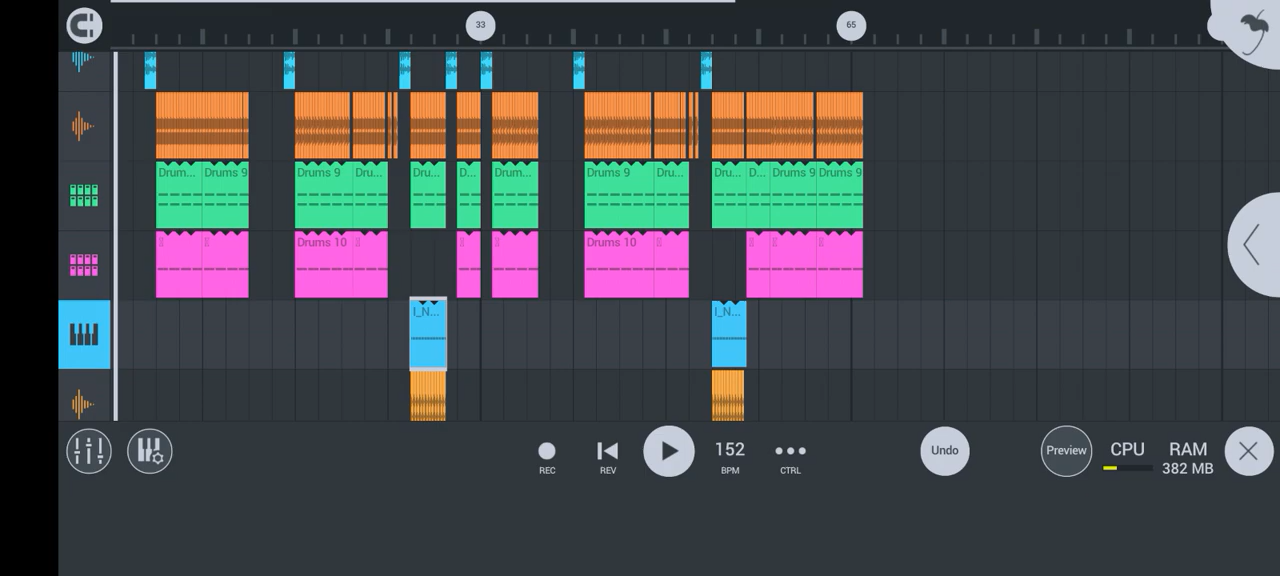 33 65
Drum... Drums 9 Drums 9 Dru... Dru... D... Drum... Drums 9 Dru... Dru... D... Drums 9 Drums 9
Drums 10 Drums 10
I_N... I_N...
152 Undo Preview CPU RAM
REC REV BPM CTRL 382 MB